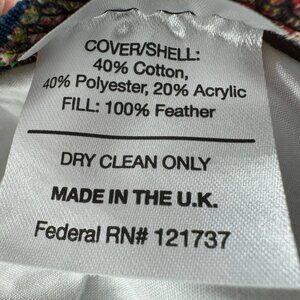 COVER/SHELL:
40% Cotton,
40% Polyester, 20% Acrylic
FILL: 100% Feather
DRY CLEAN ONLY
MADE IN THE U.K.
Federal RN# 121737